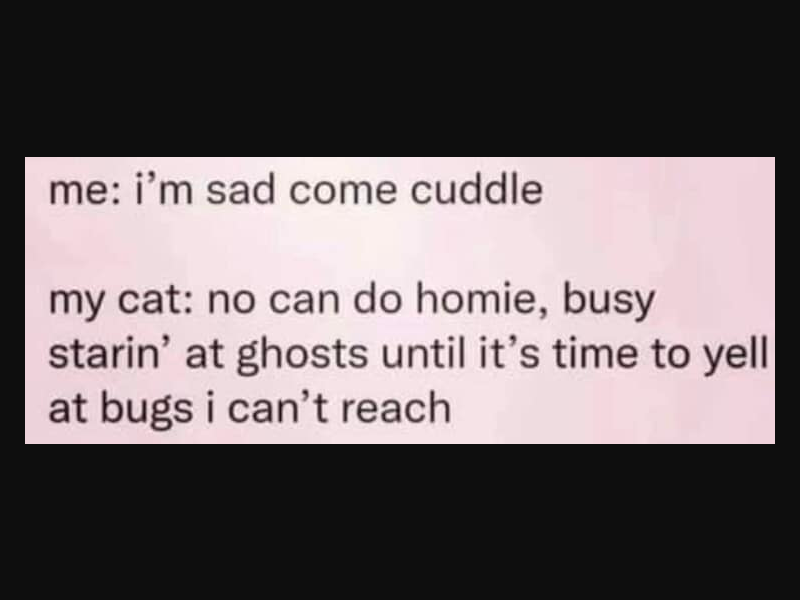 me: i’m sad come cuddle
my cat: no can do homie, busy
starin’ at ghosts until it’s time to yell
at bugs i can’t reach